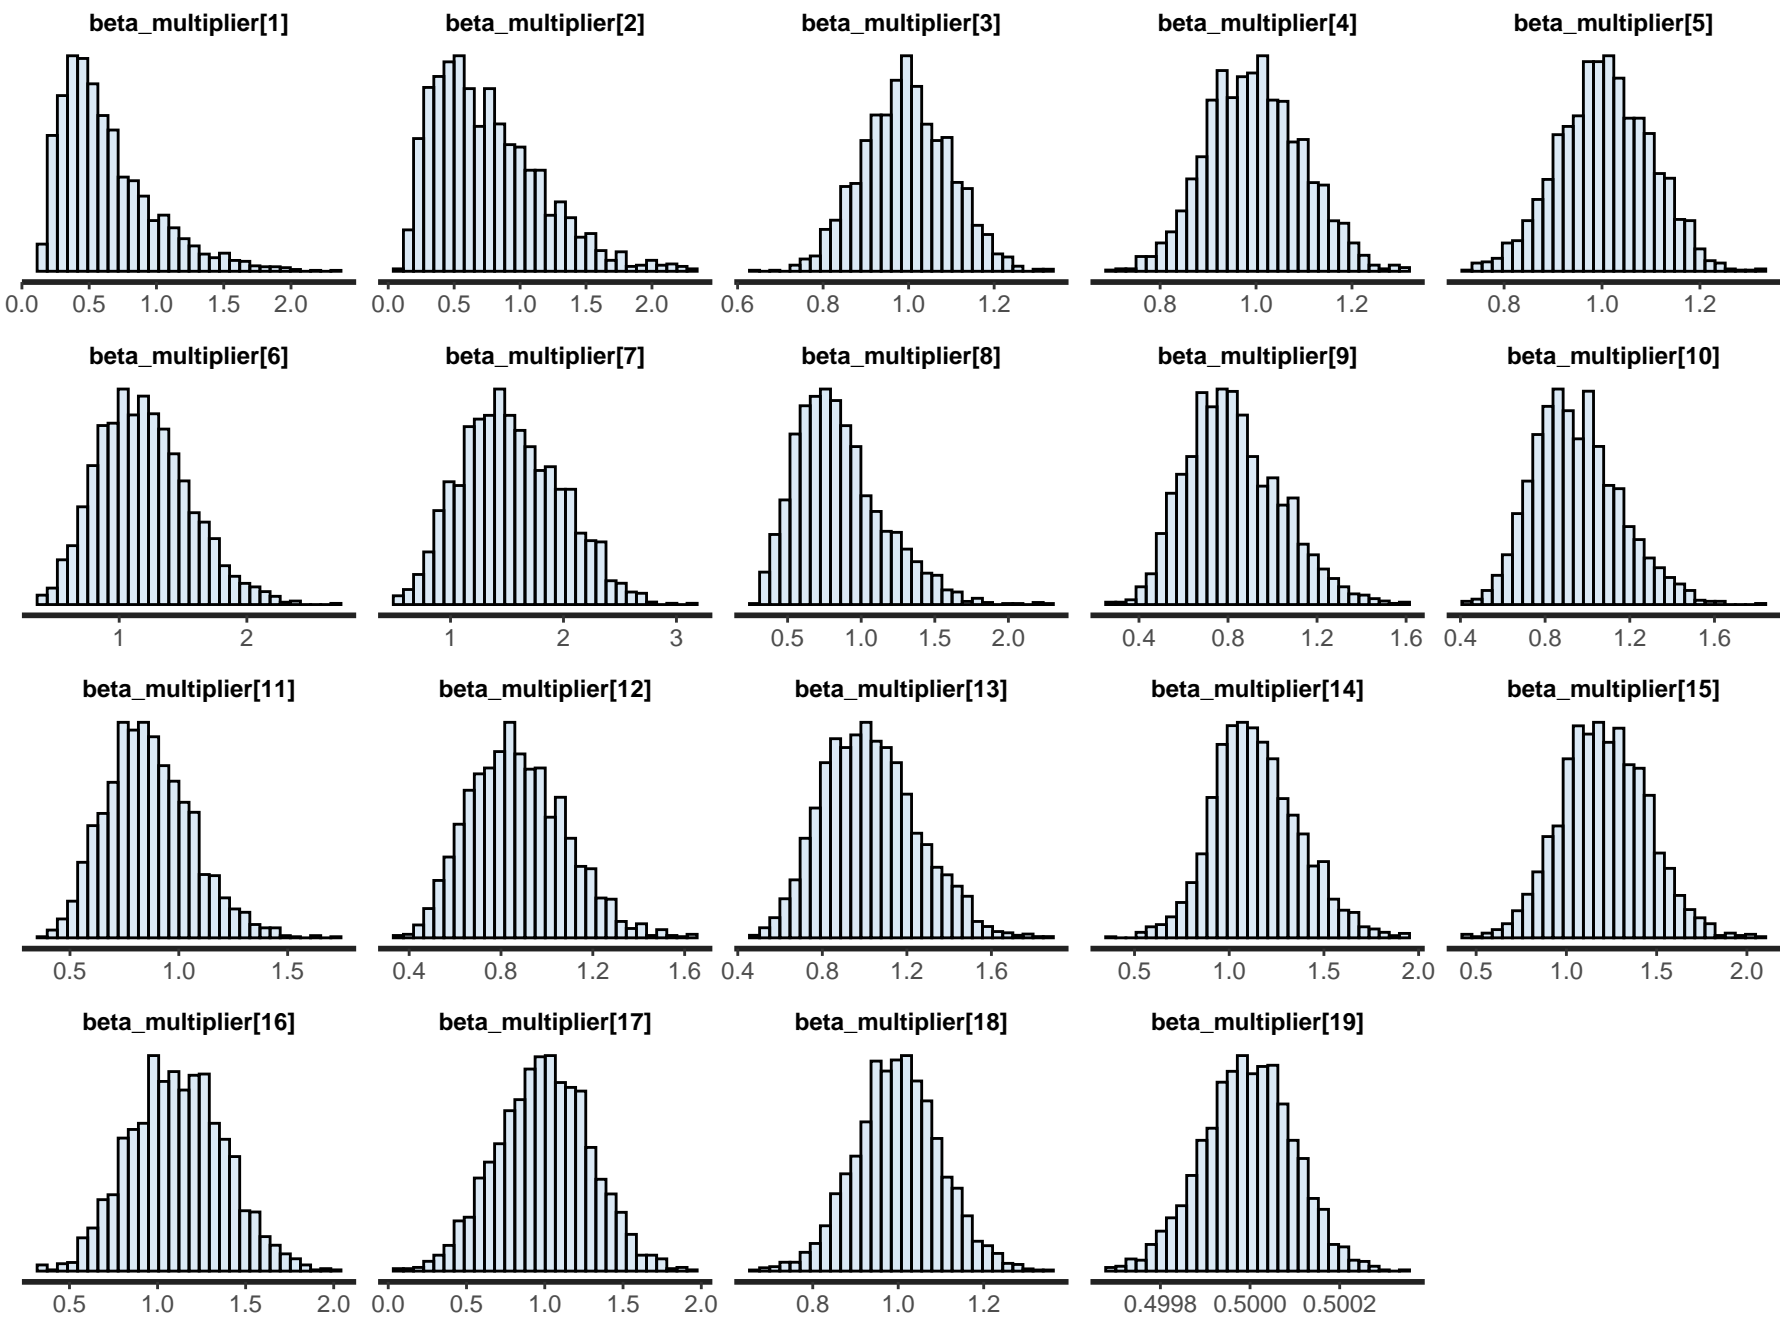 beta_multiplier[1] beta_multiplier[2] beta_multiplier[3] beta_multiplier[4] beta_multiplier[5]
0.0 0.5 1.0 1.5 2.0 0.0 0.5 1.0 1.5 2.0 0.6 0.8 1.0 1.2 0.8 1.0 1.2 0.8 1.0 1.2
beta_multiplier[6] beta_multiplier[7] beta_multiplier[8] beta_multiplier[9] beta_multiplier[10]
1 2 1 2 3 0.5 1.0 1.5 2.0 0.4 0.8 1.2 1.6 0.4 0.8 1.2 1.6
beta_multiplier[11] beta_multiplier[12] beta_multiplier[13] beta_multiplier[14] beta_multiplier[15]
0.5 1.0 1.5 0.4 0.8 1.2 1.6 0.4 0.8 1.2 1.6 0.5 1.0 1.5 2.0 0.5 1.0 1.5 2.0
beta_multiplier[16] beta_multiplier[17] beta_multiplier[18] beta_multiplier[19]
0.5 1.0 1.5 2.0 0.0 0.5 1.0 1.5 2.0 0.8 1.0 1.2 0.4998 0.5000 0.5002